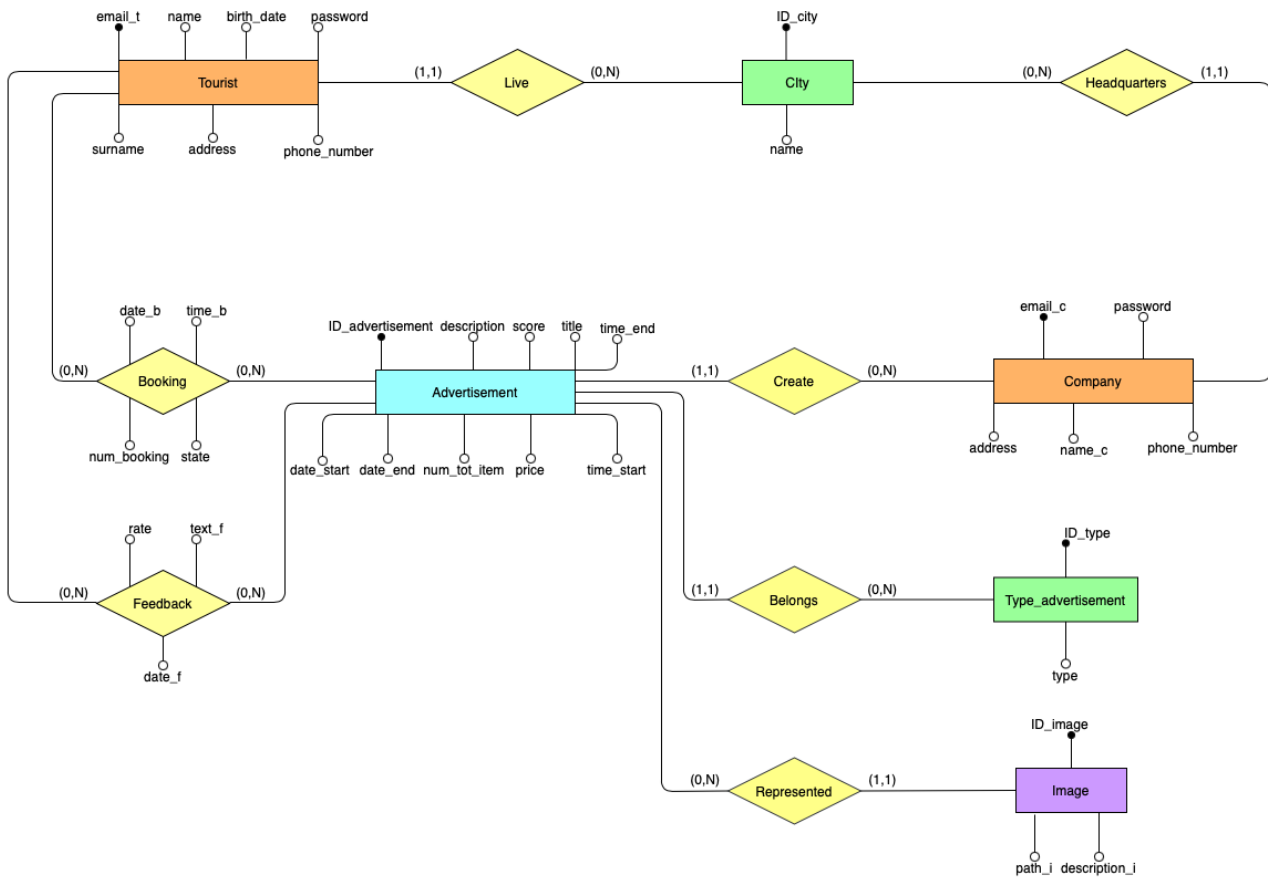 email_t
name
birth_date
password
ID_city
Tourist
(1,1)
Live
(0,N)
CIty
(0,N)
Headquarters
(1,1)
surname
address
phone_number
name
date_b
time_b
ID_advertisement
description
score
title
time_end
email_c
password
(0,N)
Booking
(0,N)
Advertisement
(1,1)
Create
(0,N)
Company
num_booking
state
date_start
date_end
num_tot_item
price
time_start
address
name_c
phone_number
rate
text_f
ID_type
(0,N)
Feedback
(0,N)
(1,1)
Belongs
(0,N)
Type_advertisement
date_f
type
ID_image
(0,N)
Represented
(1,1)
Image
path_i
description_i